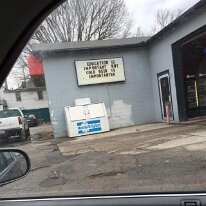 EDUCATION IS
IMPORTANT BUT
COLD BEER IS
IMPORTANTER